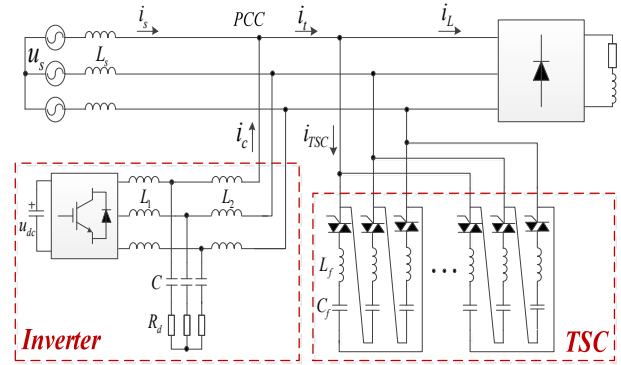 i_s
PCC
i_t
i_L
u_s
L_s
i_c
i_TSC
L_1
L_2
+
u_dc
L_f
C
C_f
R_d
Inverter
TSC